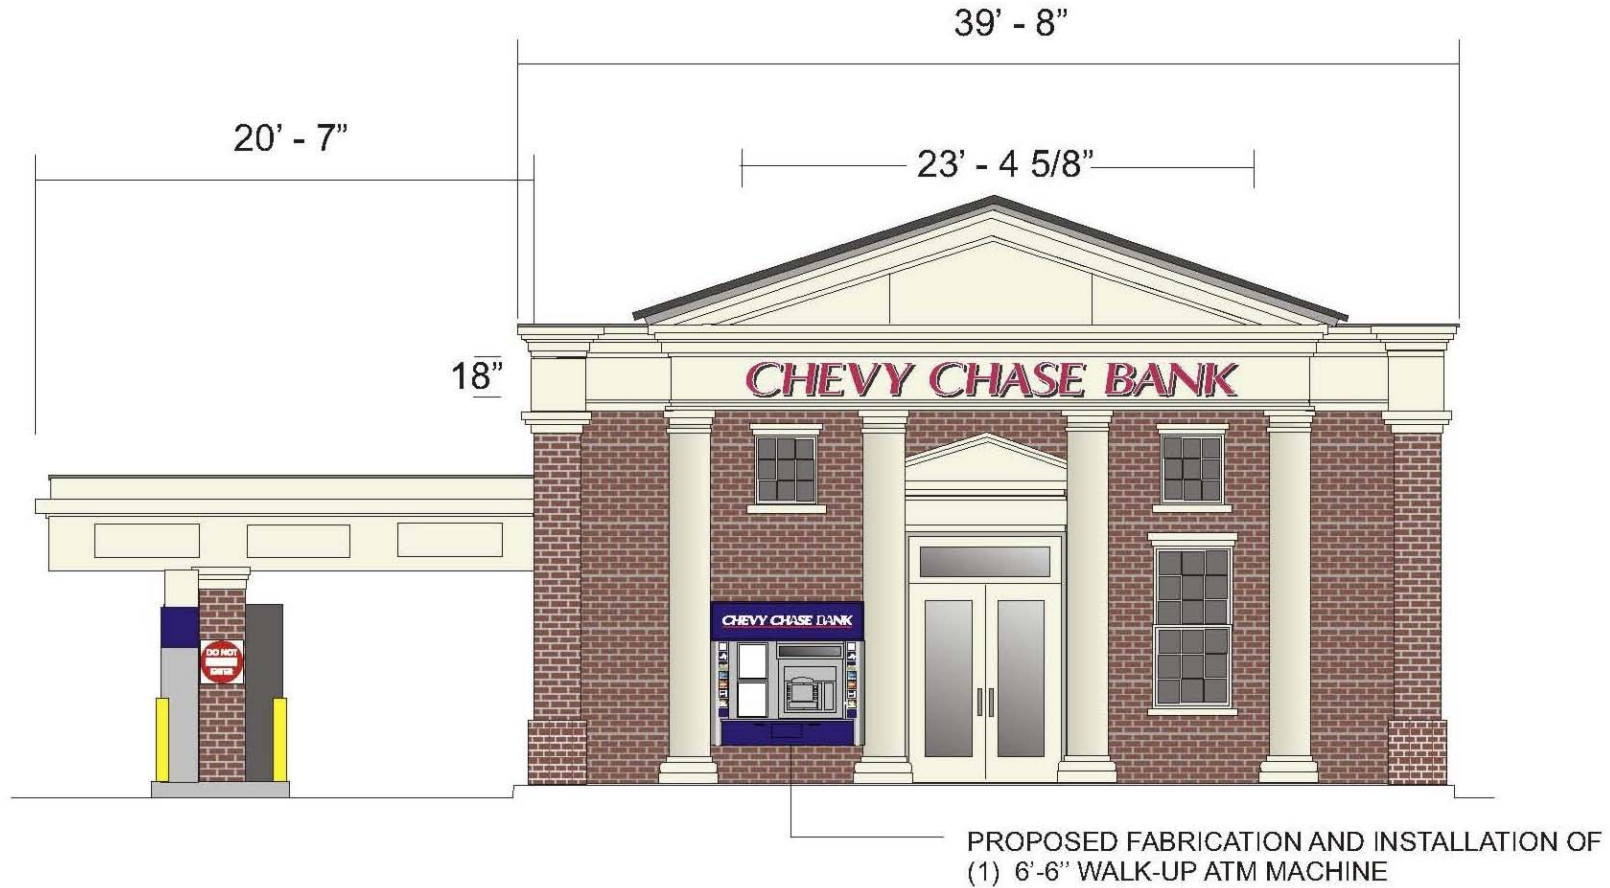 39’ - 8”
20’ - 7”
23’ - 4 5/8”
18”
CHEVY CHASE BANK
CHEVY CHASE BANK
DO NOT
PROPOSED FABRICATION AND INSTALLATION OF
(1) 6’-6” WALK-UP ATM MACHINE